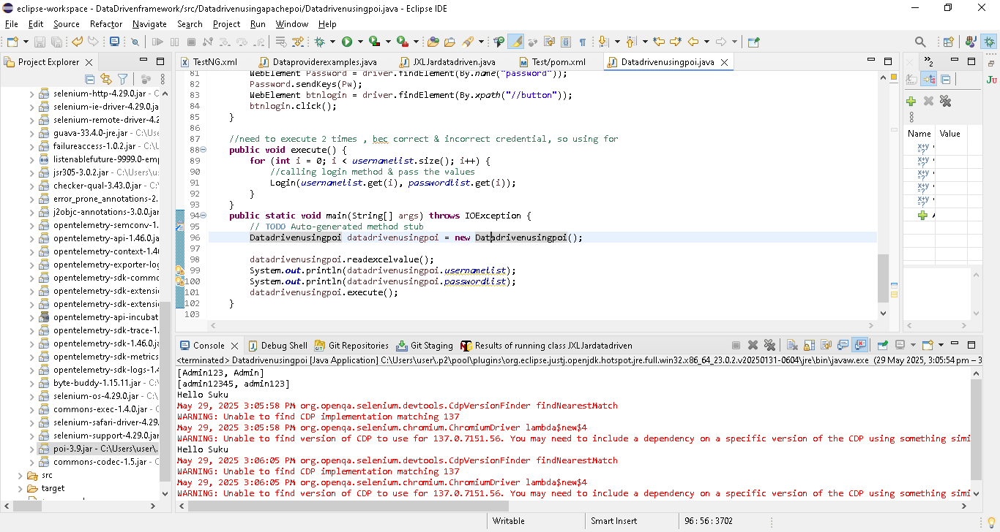 eclipse-workspace - DataDrivenframework/src/Datadrivenusingapachepoi/Datadrivenusingpoi.java - Eclipse IDE
File Edit Source Refactor Navigate Search Project Run Window Help
Project Explorer
TestNG.xml Dataproviderexamples.java JXLJardatadriven.java Test/pom.xml Datadrivenusingpoi.java
selenium-http-4.29.0.jar - C
selenium-ie-driver-4.29.0.ja
selenium-remote-driver-4.2
guava-33.4.0-jre.jar - C:\Use
failureaccess-1.0.2.jar - C:\
listenablefuture-9999.0-emp
jsr305-3.0.2.jar - C:\Users\u:
checker-qual-3.43.0.jar - C:
error_prone_annotations-2.
j2objc-annotations-3.0.0.jar
opentelemetry-semconv-1.
opentelemetry-api-1.46.0.ja
opentelemetry-context-1.46
opentelemetry-exporter-log
opentelemetry-sdk-commo
opentelemetry-sdk-extensi
opentelemetry-sdk-extensi
opentelemetry-api-incubat
opentelemetry-sdk-trace-1.
opentelemetry-sdk-1.46.0.ja
opentelemetry-sdk-metrics
opentelemetry-sdk-logs-1.4
byte-buddy-1.15.11.jar - C:
selenium-os-4.29.0.jar - C:\
commons-exec-1.4.0.jar - C
selenium-safari-driver-4.29.
selenium-support-4.29.0.jar
poi-3.9.jar - C:\Users\user\.
commons-codec-1.5.jar - C
src
target
81 WebElement Password = driver.findElement(By.name("password"));
82 Password.sendKeys(Pw);
83 WebElement btnlogin = driver.findElement(By.xpath("//button"));
84 btnlogin.click();
85 }
86
87 //need to execute 2 times , bec correct & incorrect credential, so using for
88 public void execute() {
89 for (int i = 0; i < usernamelist.size(); i++) {
90 //calling login method & pass the values
91 Login(usernamelist.get(i), passwordlist.get(i));
92 }
93 }
94 public static void main(String[] args) throws IOException {
95 // TODO Auto-generated method stub
96 Datadrivenusingpoi datadrivenusingpoi = new Datadrivenusingpoi();
97
98 datadrivenusingpoi.readexcelvalue();
99 System.out.println(datadrivenusingpoi.usernamelist);
100 System.out.println(datadrivenusingpoi.passwordlist);
101 datadrivenusingpoi.execute();
102 }
103
Name Value
Console Debug Shell Git Repositories Git Staging Results of running class JXLJardatadriven
<terminated> Datadrivenusingpoi [Java Application] C:\Users\user\.p2\pool\plugins\org.eclipse.justj.openjdk.hotspot.jre.full.win32.x86_64_23.0.2.v20250131-0604\jre\bin\javaw.exe (29 May 2025, 3:05:54 pm – 3
[Admin123, Admin]
[admin12345, admin123]
Hello Suku
May 29, 2025 3:05:58 PM org.openqa.selenium.devtools.CdpVersionFinder findNearestMatch
WARNING: Unable to find CDP implementation matching 137
May 29, 2025 3:05:58 PM org.openqa.selenium.chromium.ChromiumDriver lambda$new$4
WARNING: Unable to find version of CDP to use for 137.0.7151.56. You may need to include a dependency on a specific version of the CDP using something simi
Hello Suku
May 29, 2025 3:06:05 PM org.openqa.selenium.devtools.CdpVersionFinder findNearestMatch
WARNING: Unable to find CDP implementation matching 137
May 29, 2025 3:06:05 PM org.openqa.selenium.chromium.ChromiumDriver lambda$new$4
WARNING: Unable to find version of CDP to use for 137.0.7151.56. You may need to include a dependency on a specific version of the CDP using something simi
Writable Smart Insert 96 : 56 : 3702